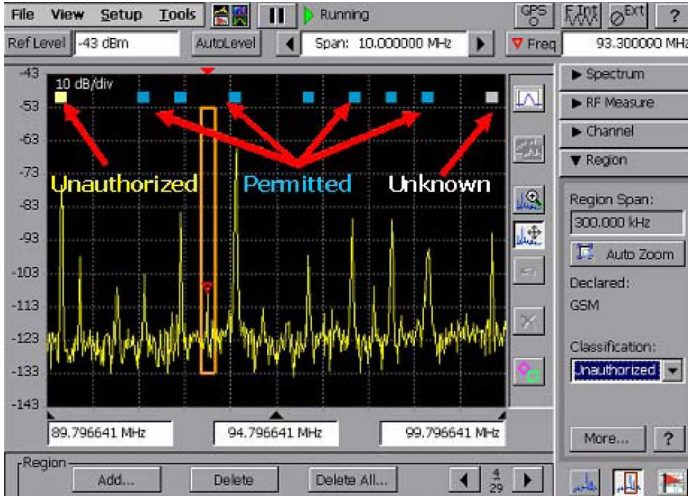 File View Setup Tools Running GPS F.Int Ext ?
Ref Level -43 dBm AutoLevel Span: 10.000000 MHz Freq 93.300000 MHz
-43
10 dB/div
-53
-63
-73
-83
-93
-103
-113
-123
-133
-143
Unauthorized Permitted Unknown
89.796641 MHz 94.796641 MHz 99.796641 MHz
Region
Add... Delete Delete All... 4
29
Spectrum
RF Measure
Channel
Region
Region Span:
300.000 kHz
Auto Zoom
Declared:
GSM
Classification:
Unauthorized
More... ?